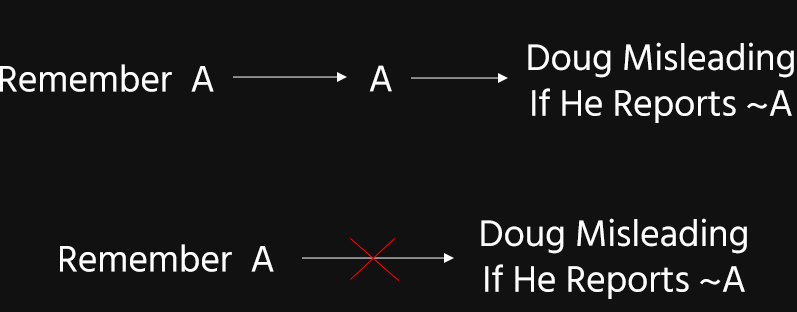 Remember A A Doug Misleading
If He Reports ~A
Remember A Doug Misleading
If He Reports ~A